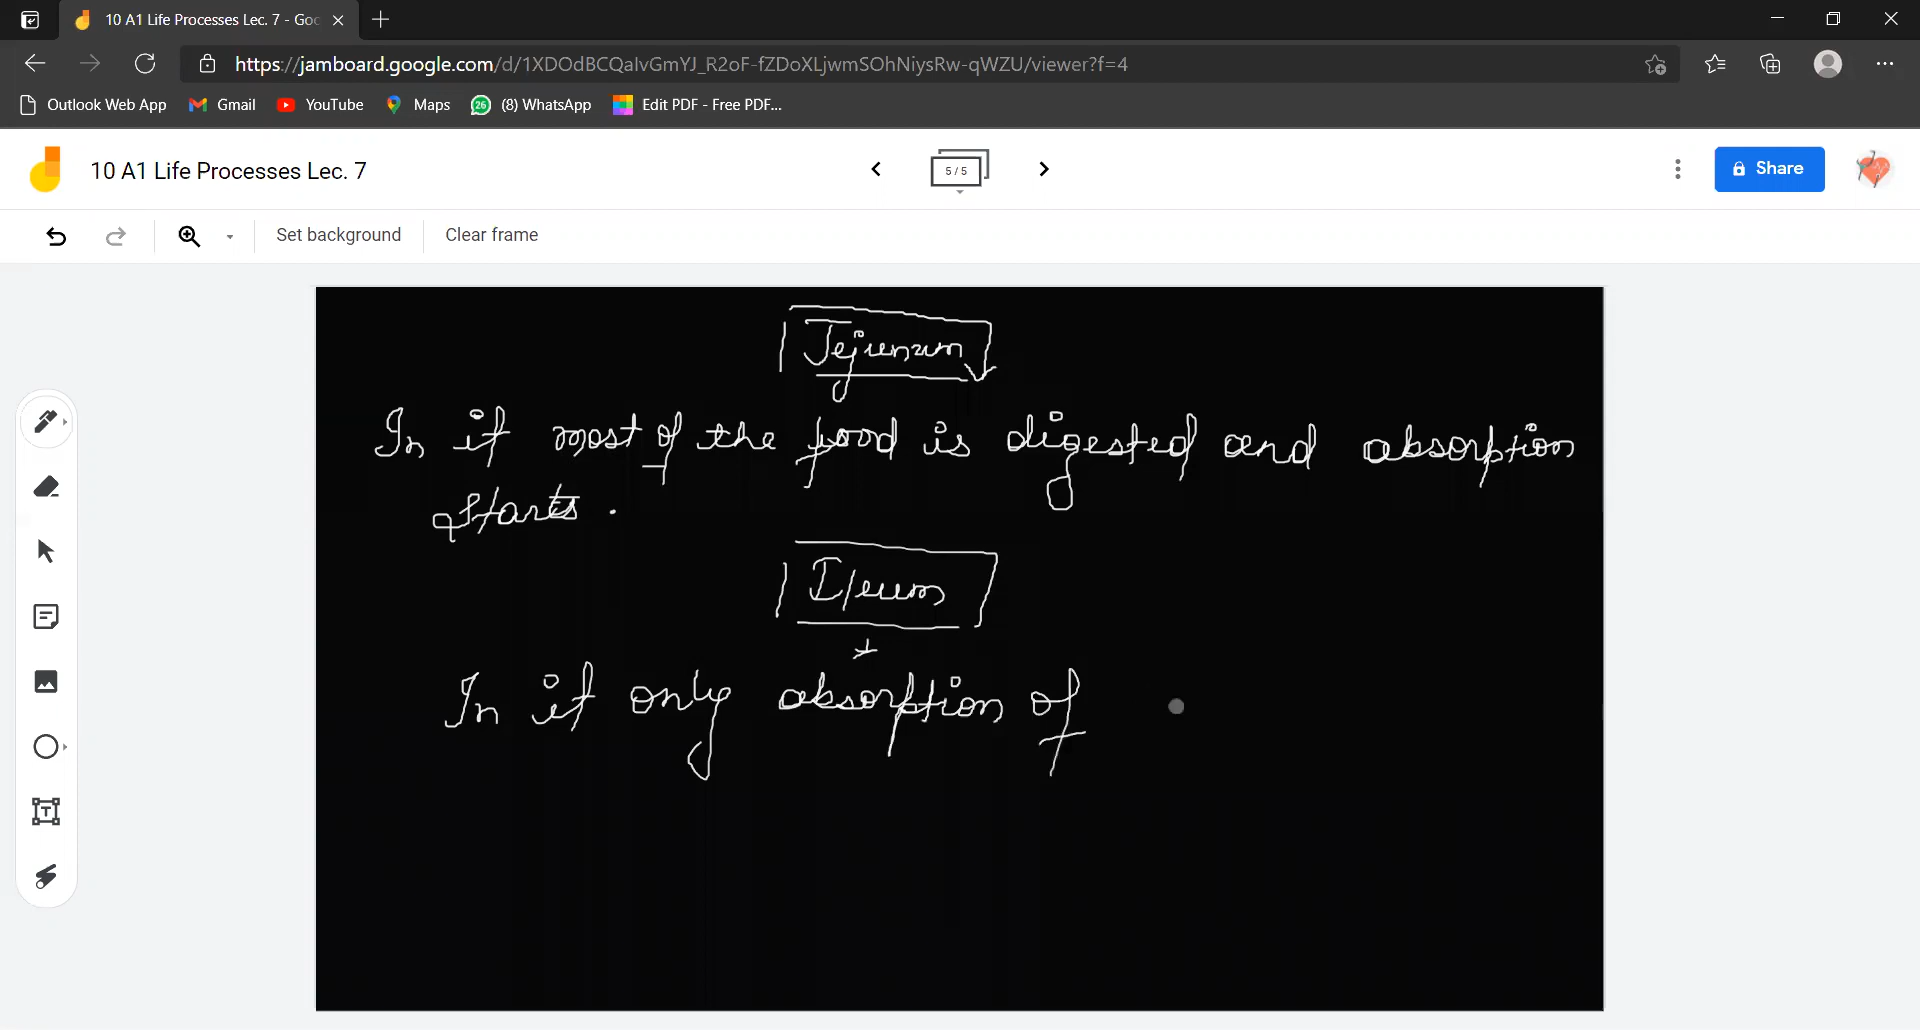 10 A1 Life Processes Lec. 7 - Goo
https://jamboard.google.com/d/1XDOdBCQaIvGmYJ_R2oF-fZDoXLjwmSOhNiysRw-qWZU/viewer?f=4
Outlook Web App Gmail YouTube Maps 26 (8) WhatsApp Edit PDF - Free PDF...
10 A1 Life Processes Lec. 7 5 / 5 Share
Set background Clear frame
Jejunum
In it most of the food is digested and absorption
starts.
Ileum
In it only absorption of